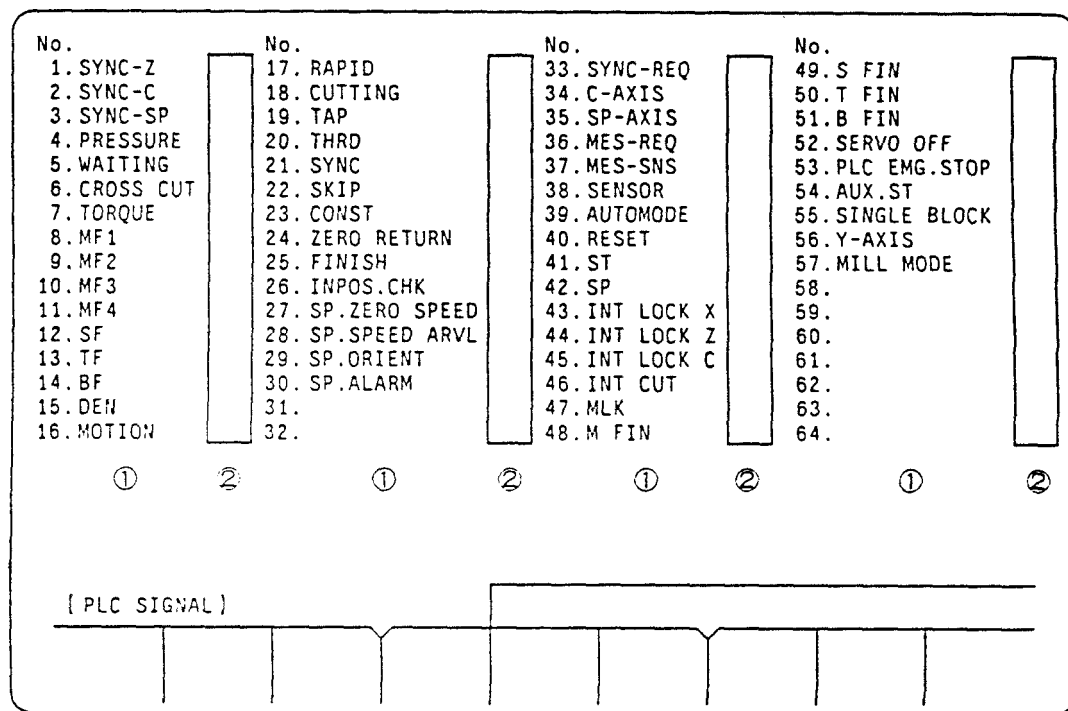 No.
1. SYNC-Z
2. SYNC-C
3. SYNC-SP
4. PRESSURE
5. WAITING
6. CROSS CUT
7. TORQUE
8. MF1
9. MF2
10. MF3
11. MF4
12. SF
13. TF
14. BF
15. DEN
16. MOTION
① ②
No.
17. RAPID
18. CUTTING
19. TAP
20. THRD
21. SYNC
22. SKIP
23. CONST
24. ZERO RETURN
25. FINISH
26. INPOS.CHK
27. SP.ZERO SPEED
28. SP.SPEED ARVL
29. SP.ORIENT
30. SP.ALARM
31.
32.
① ②
No.
33. SYNC-REQ
34. C-AXIS
35. SP-AXIS
36. MES-REQ
37. MES-SNS
38. SENSOR
39. AUTOMODE
40. RESET
41. ST
42. SP
43. INT LOCK X
44. INT LOCK Z
45. INT LOCK C
46. INT CUT
47. MLK
48. M FIN
① ②
No.
49. S FIN
50. T FIN
51. B FIN
52. SERVO OFF
53. PLC EMG.STOP
54. AUX.ST
55. SINGLE BLOCK
56. Y-AXIS
57. MILL MODE
58.
59.
60.
61.
62.
63.
64.
① ②
[PLC SIGNAL]